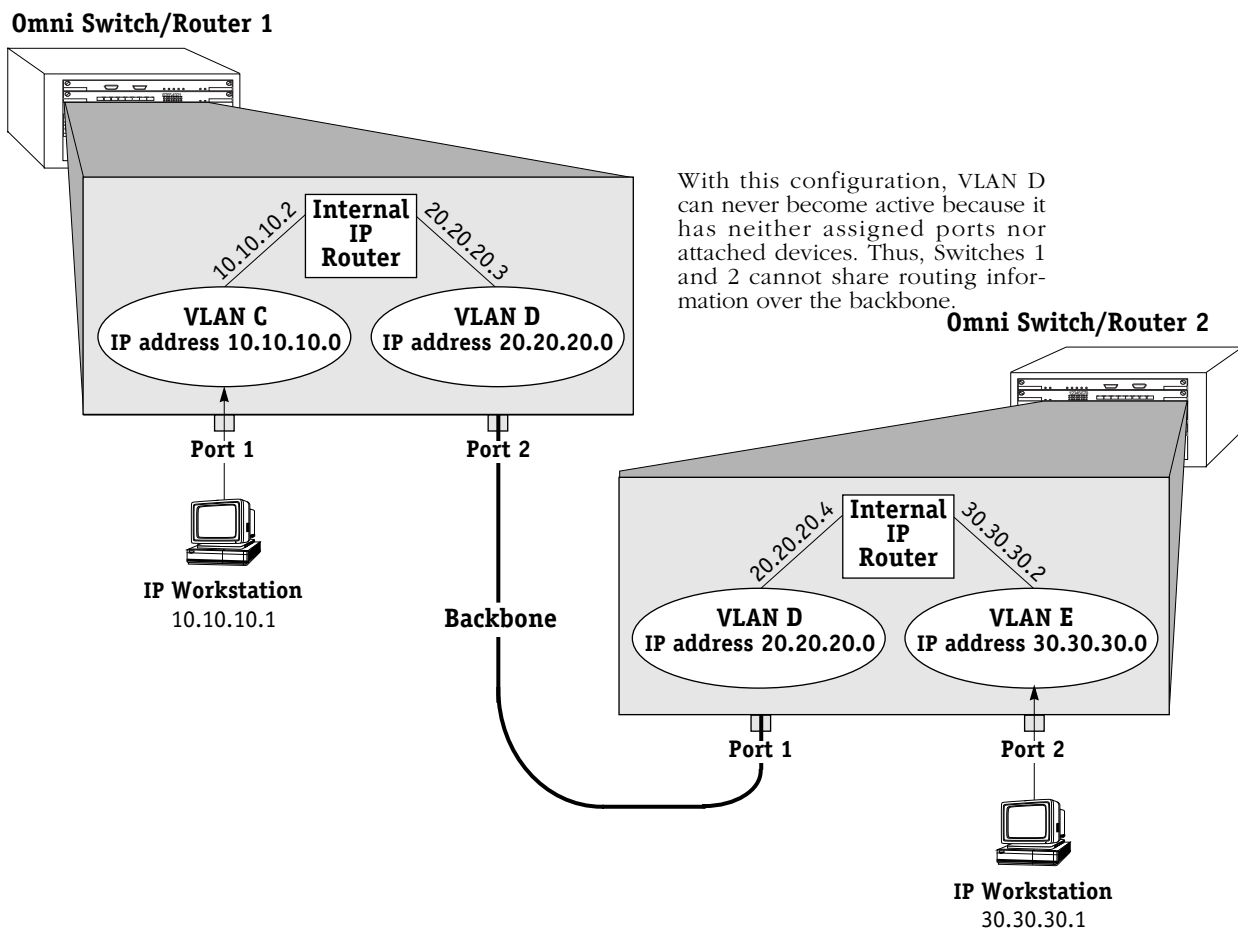 Omni Switch/Router 1
With this configuration, VLAN D
can never become active because it
has neither assigned ports nor
attached devices. Thus, Switches 1
and 2 cannot share routing infor-
mation over the backbone.
10.10.10.2
Internal
IP
Router
20.20.20.3
VLAN C
IP address 10.10.10.0
VLAN D
IP address 20.20.20.0
Port 1
Port 2
IP Workstation
10.10.10.1
Backbone
Omni Switch/Router 2
20.20.20.4
Internal
IP
Router
30.30.30.2
VLAN D
IP address 20.20.20.0
VLAN E
IP address 30.30.30.0
Port 1
Port 2
IP Workstation
30.30.30.1